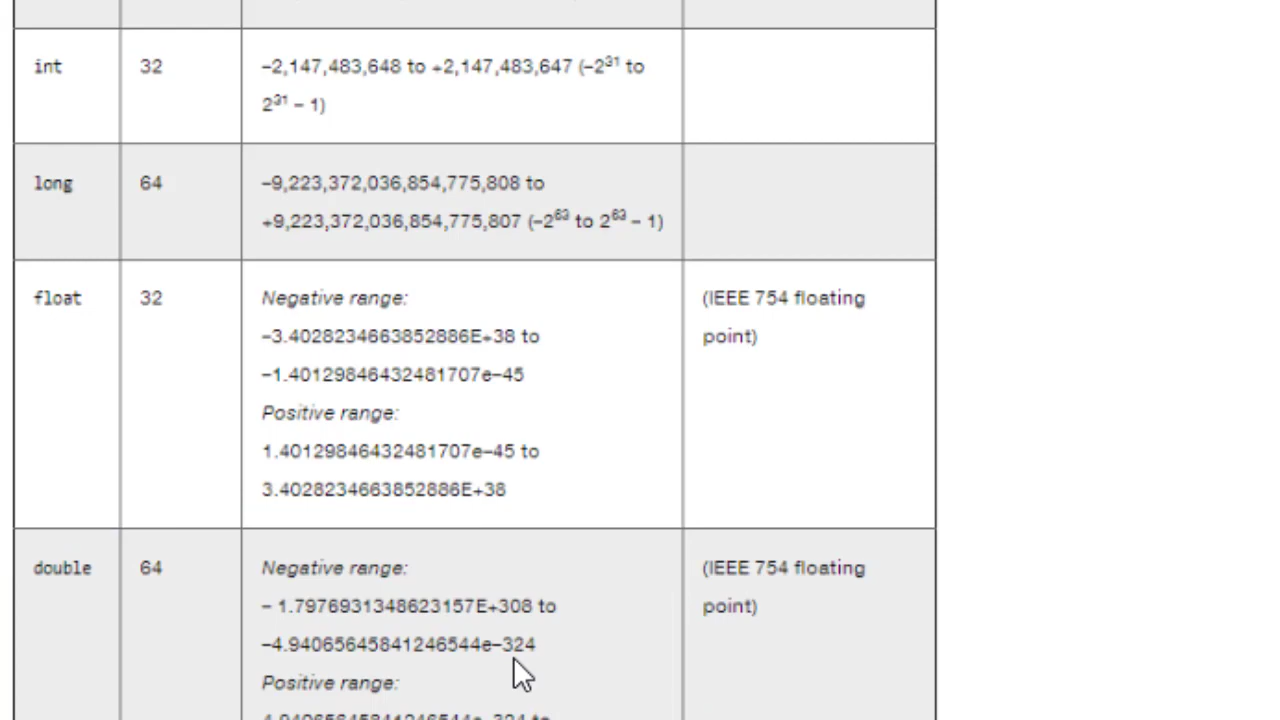 int 32 –2,147,483,648 to +2,147,483,647 (–2³¹ to
2³¹ – 1)
long 64 –9,223,372,036,854,775,808 to
+9,223,372,036,854,775,807 (–2⁶³ to 2⁶³ – 1)
float 32 Negative range: (IEEE 754 floating
–3.4028234663852886E+38 to point)
–1.40129846432481707e–45
Positive range:
1.40129846432481707e–45 to
3.4028234663852886E+38
double 64 Negative range: (IEEE 754 floating
– 1.7976931348623157E+308 to point)
–4.94065645841246544e–324
Positive range:
4.94065645841246544e–324 to